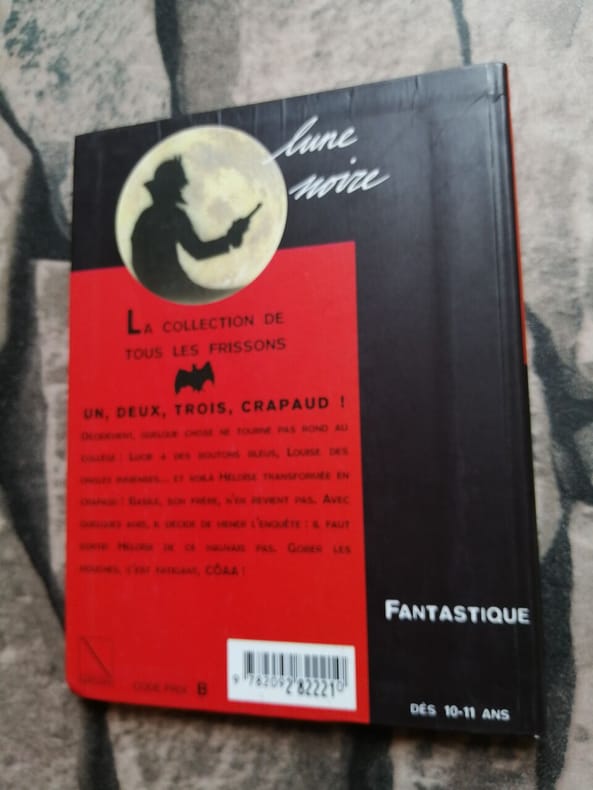 lune
noire
LA COLLECTION DE
TOUS LES FRISSONS
UN, DEUX, TROIS, CRAPAUD !
DÉCIDÉMENT, QUELQUE CHOSE NE TOURNE PAS ROND AU
COLLÈGE : LUCIE A DES BOUTONS BLEUS, LOUISE DES
ONGLES IMMENSES... ET VOILÀ HÉLOÏSE TRANSFORMÉE EN
CRAPAUD ! BASILE, SON FRÈRE, N'EN REVIENT PAS. AVEC
QUELQUES AMIS, IL DÉCIDE DE MENER L'ENQUÊTE : IL FAUT
SORTIR HÉLOÏSE DE CE MAUVAIS PAS. GOBER LES
MOUCHES, C'EST FATIGANT, CÔAA !
FANTASTIQUE
CODE PRIX B
9 782092 822210
DÈS 10-11 ANS